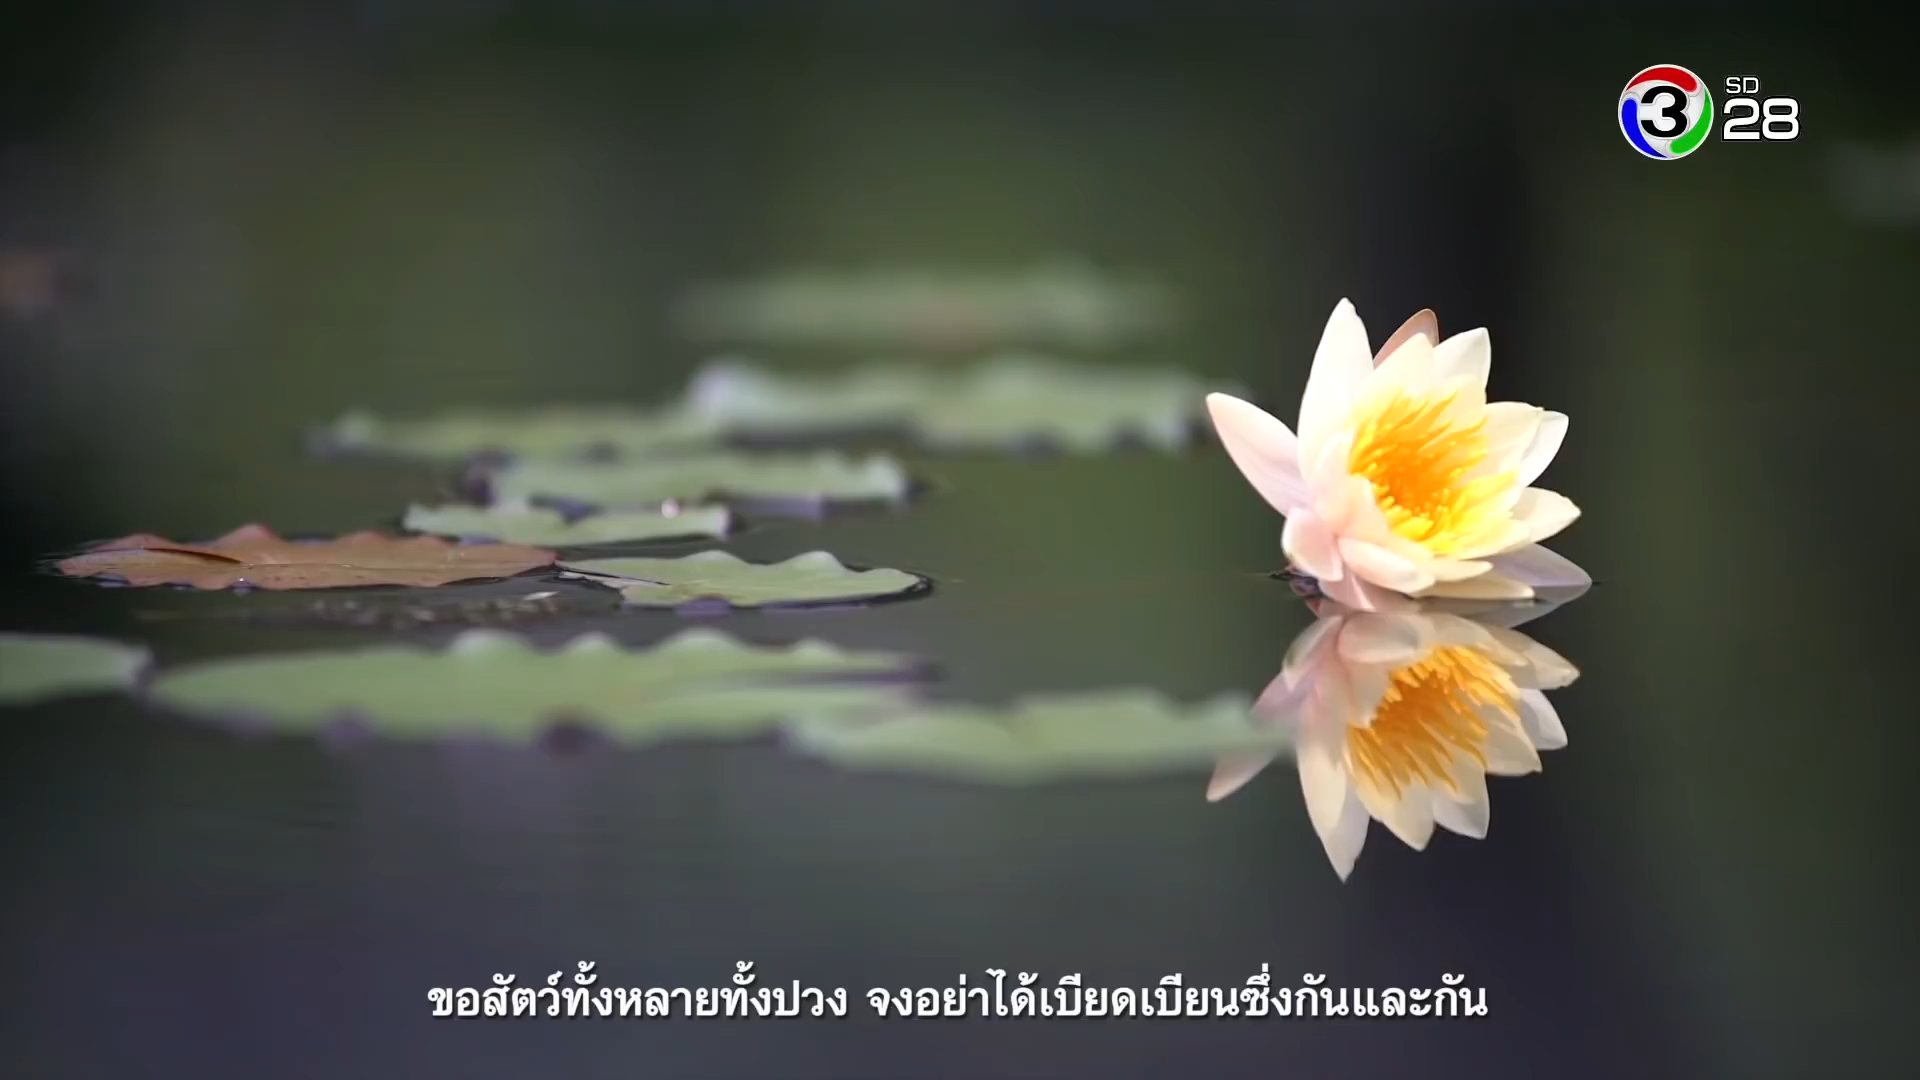 3 SD
28
ขอสัตว์ทั้งหลายทั้งปวง จงอย่าได้เบียดเบียนซึ่งกันและกัน